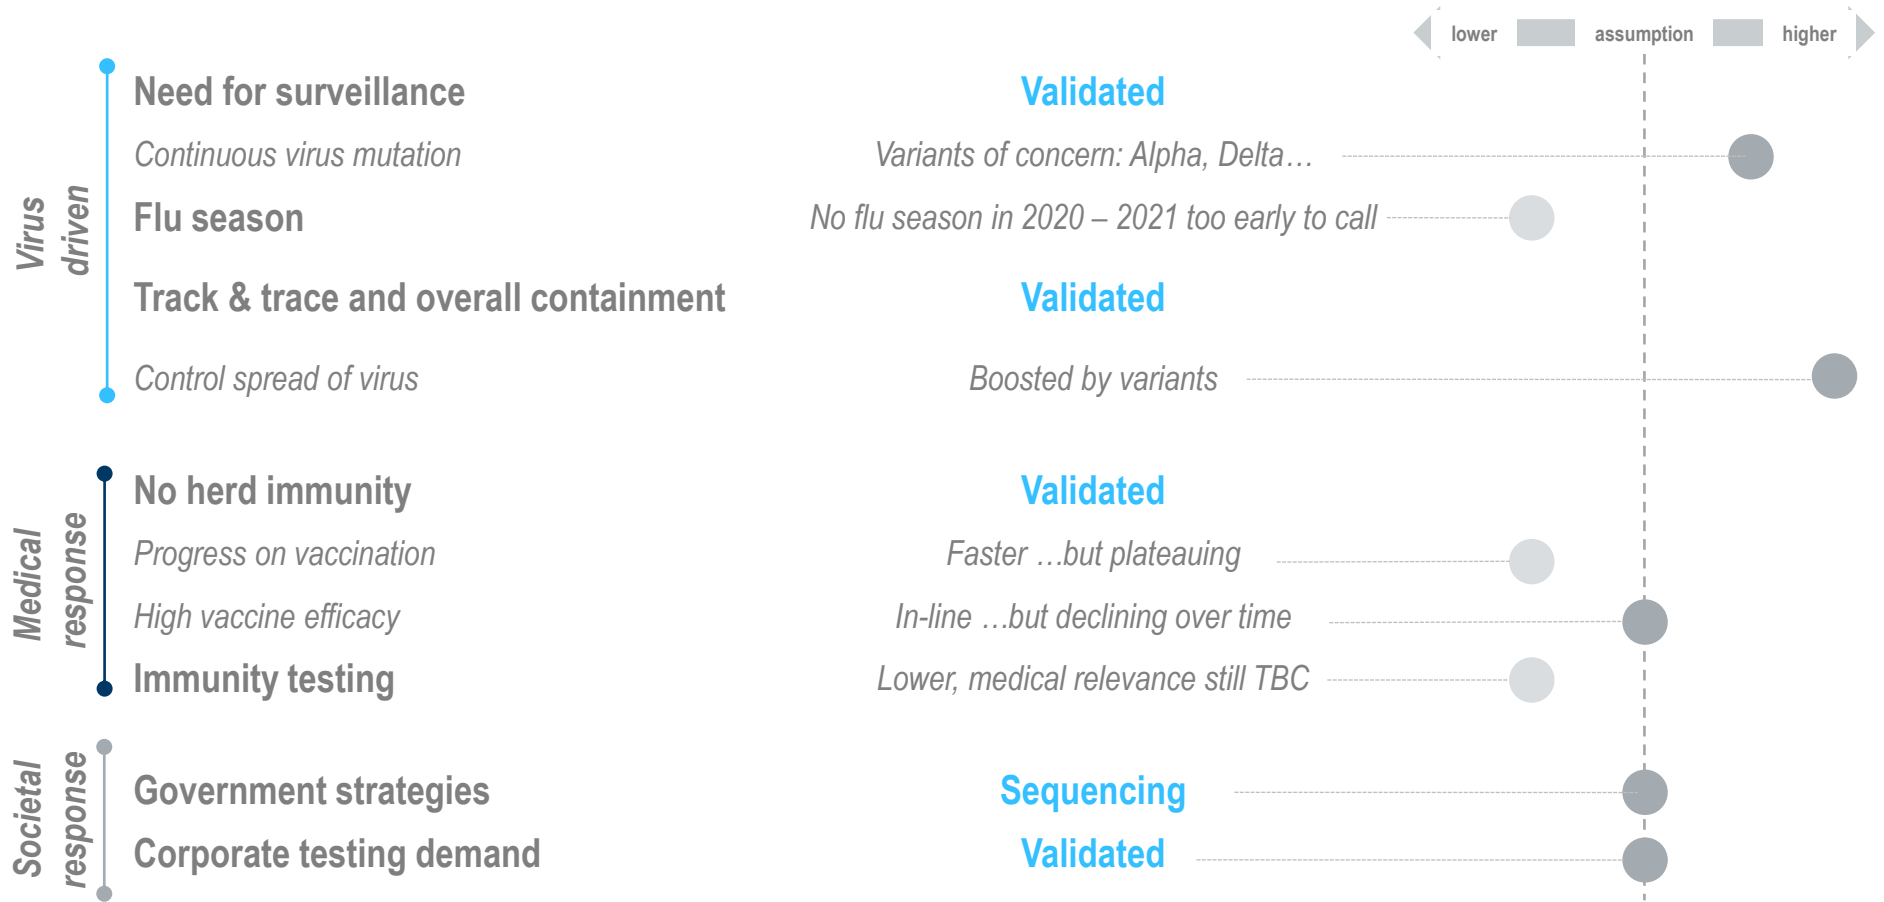 lower assumption higher
Virus
driven
Need for surveillance Validated
Continuous virus mutation Variants of concern: Alpha, Delta…
Flu season No flu season in 2020 – 2021 too early to call
Track & trace and overall containment Validated
Control spread of virus Boosted by variants
Medical
response
No herd immunity Validated
Progress on vaccination Faster …but plateauing
High vaccine efficacy In-line …but declining over time
Immunity testing Lower, medical relevance still TBC
Societal
response
Government strategies Sequencing
Corporate testing demand Validated